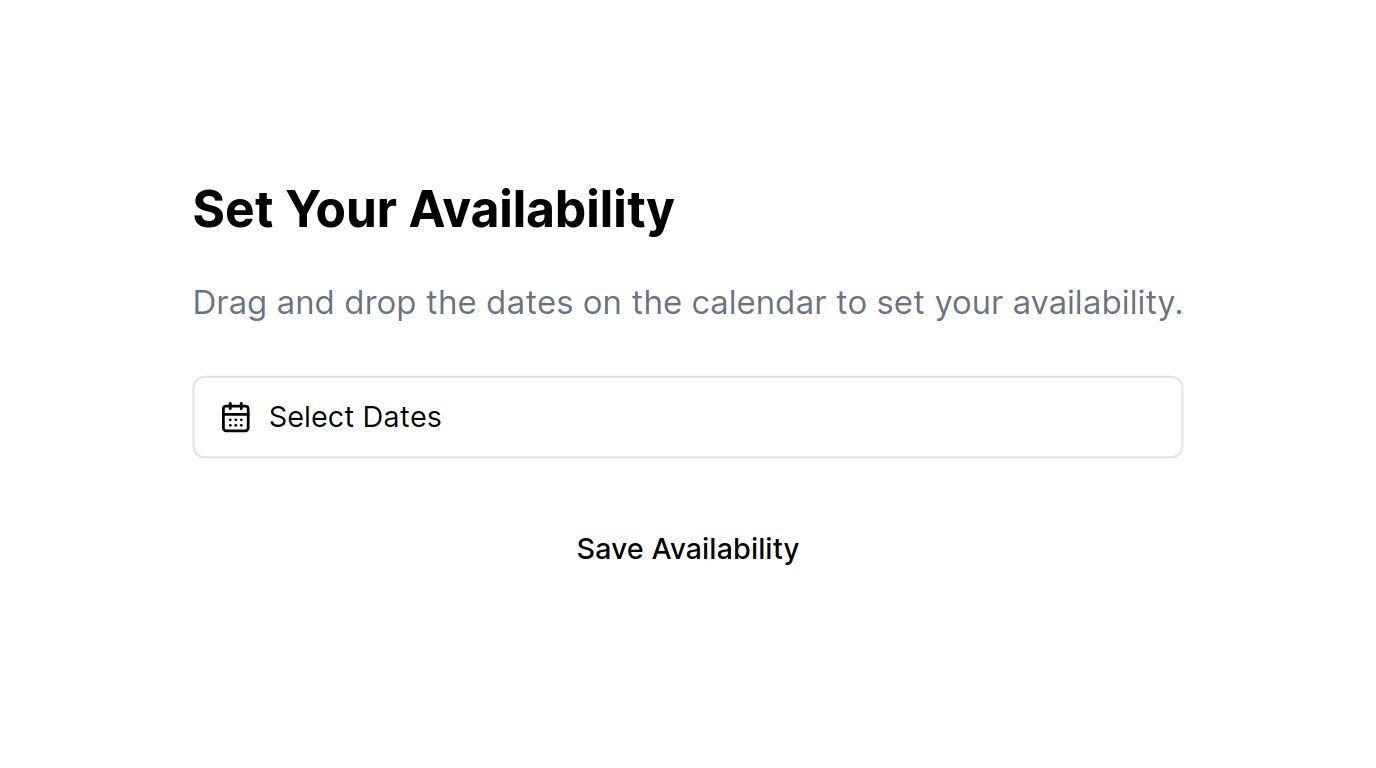 Set Your Availability
Drag and drop the dates on the calendar to set your availability.
Select Dates
Save Availability